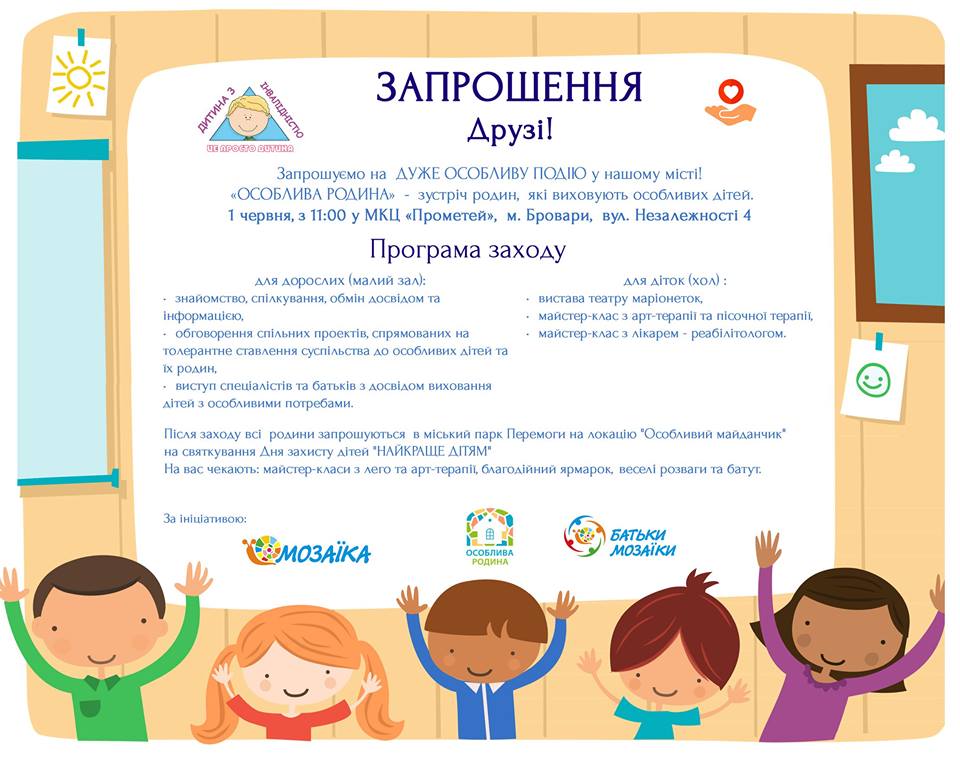 ЗАПРОШЕННЯ
Друзі!
ДИТИНА З ІНВАЛІДНІСТЮ
ЦЕ ПРОСТО ДИТИНА
Запрошуємо на ДУЖЕ ОСОБЛИВУ ПОДІЮ у нашому місті!
«ОСОБЛИВА РОДИНА» - зустріч родин, які виховують особливих дітей.
1 червня, з 11:00 у МКЦ «Прометей», м. Бровари, вул. Незалежності 4
Програма заходу
для дорослих (малий зал):
· знайомство, спілкування, обмін досвідом та
інформацією,
· обговорення спільних проектів, спрямованих на
толерантне ставлення суспільства до особливих дітей та
їх родин,
· виступ спеціалістів та батьків з досвідом виховання
дітей з особливими потребами.
для діток (хол) :
· вистава театру маріонеток,
· майстер-клас з арт-терапії та пісочної терапії,
· майстер-клас з лікарем - реабілітологом.
Після заходу всі родини запрошуються в міський парк Перемоги на локацію "Особливий майданчик"
на святкування Дня захисту дітей "НАЙКРАЩЕ ДІТЯМ"
На вас чекають: майстер-класи з лего та арт-терапії, благодійний ярмарок, веселі розваги та батут.
За ініціативою:
МОЗАЇКА
ОСОБЛИВА
РОДИНА
БАТЬКИ
МОЗАЇКИ